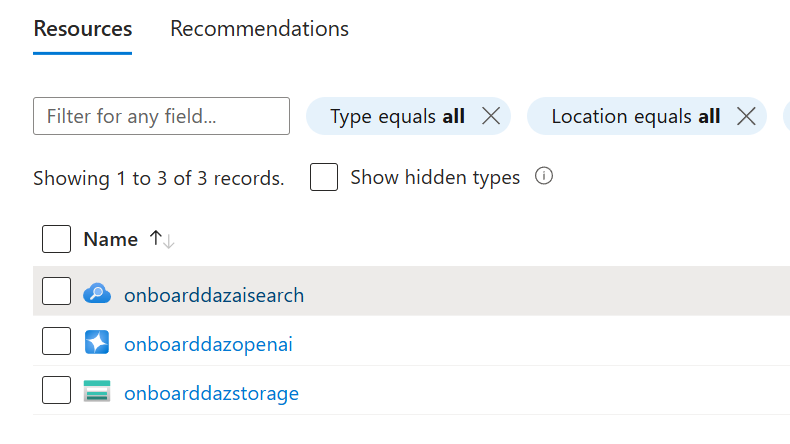 Resources Recommendations
Filter for any field... Type equals all Location equals all
Showing 1 to 3 of 3 records. Show hidden types
Name
onboarddazaisearch
onboarddazopenai
onboarddazstorage